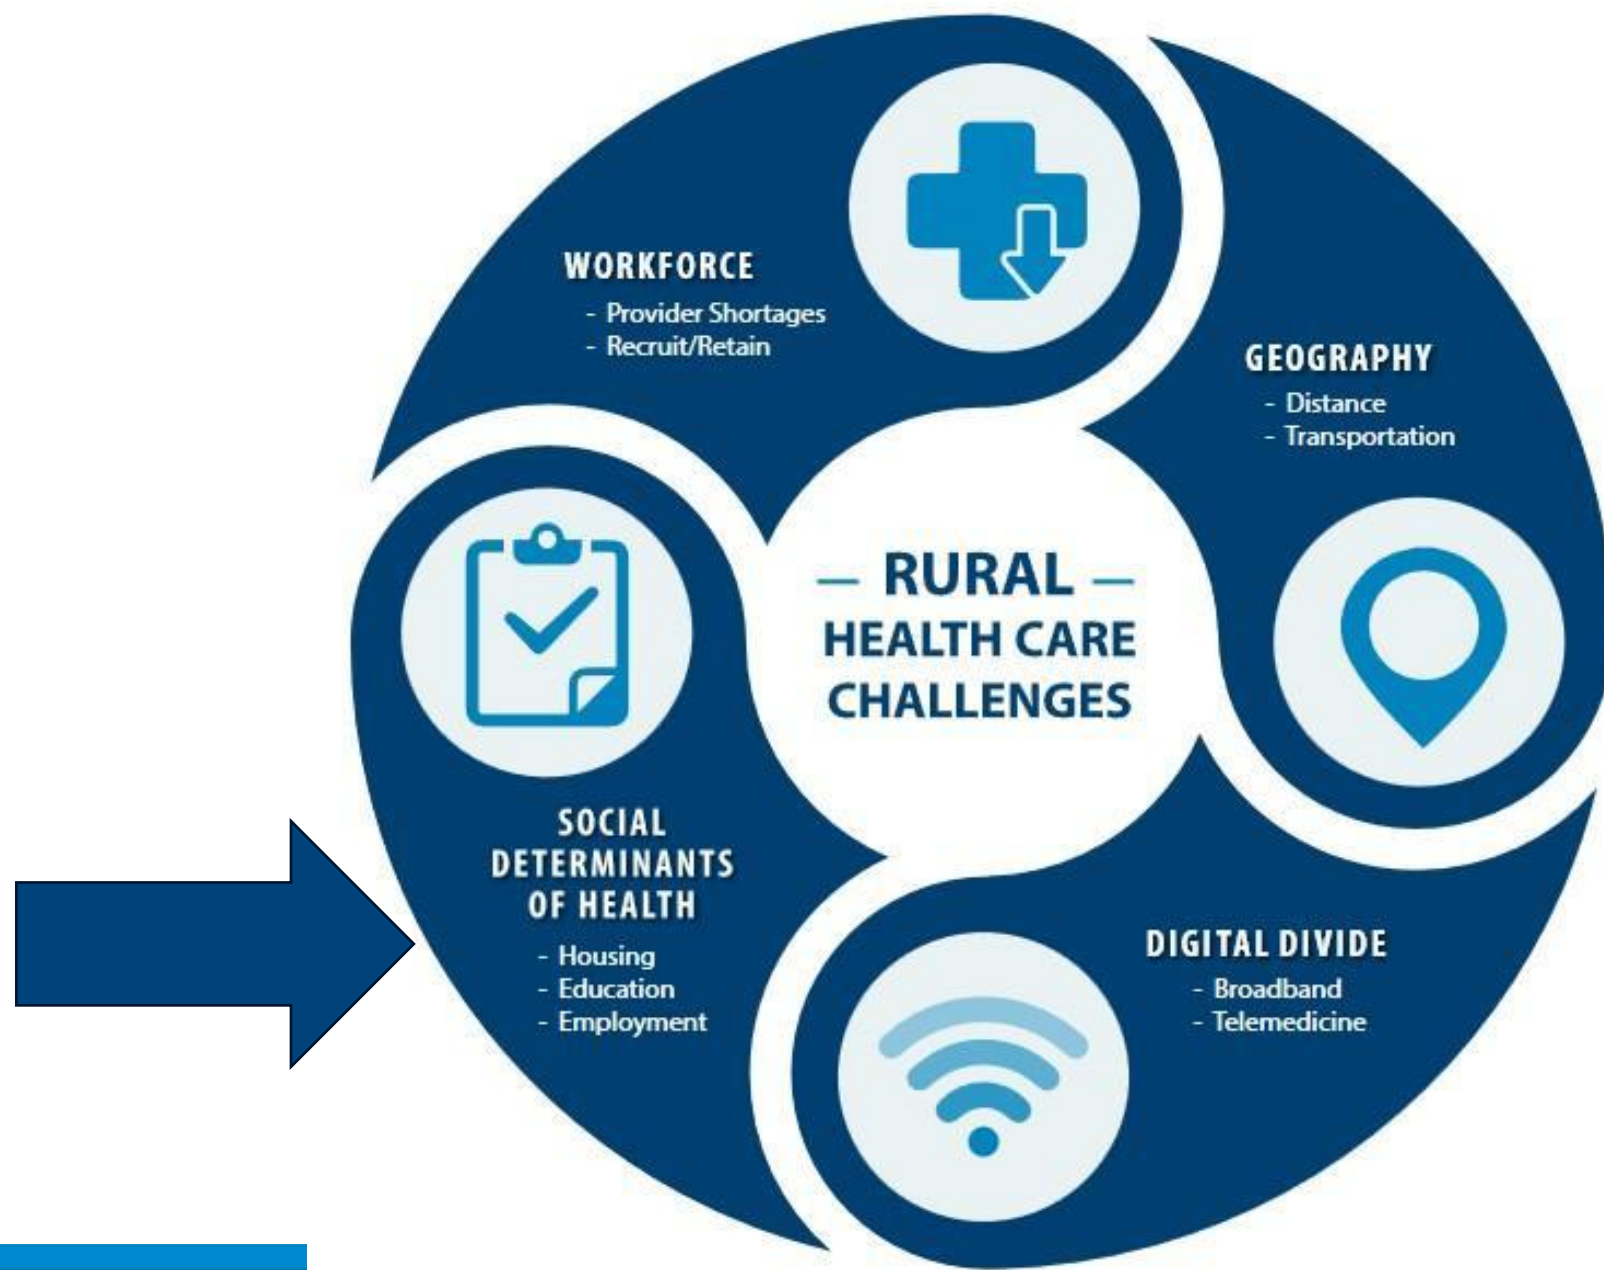 WORKFORCE
- Provider Shortages
- Recruit/Retain
GEOGRAPHY
- Distance
- Transportation
— RURAL —
HEALTH CARE
CHALLENGES
SOCIAL
DETERMINANTS
OF HEALTH
- Housing
- Education
- Employment
DIGITAL DIVIDE
- Broadband
- Telemedicine